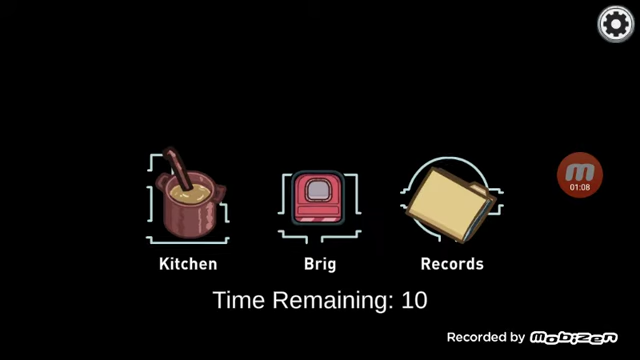 01:08
Kitchen
Brig
Records
Time Remaining: 10
Recorded by Mobizen